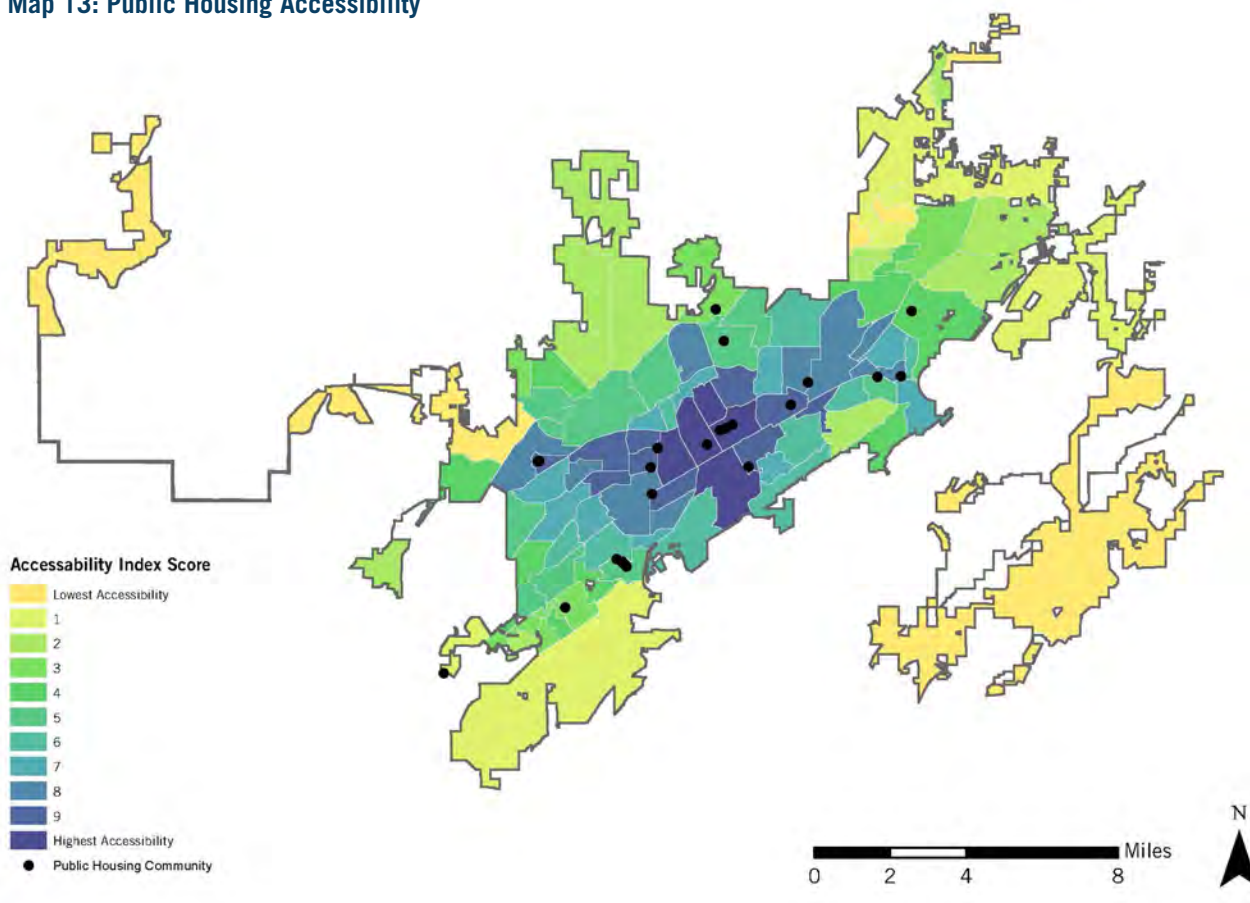 Map 13: Public Housing Accessibility
Accessability Index Score
Lowest Accessibility
1
2
3
4
5
6
7
8
9
Highest Accessibility
Public Housing Community
N
Miles
0 2 4 8